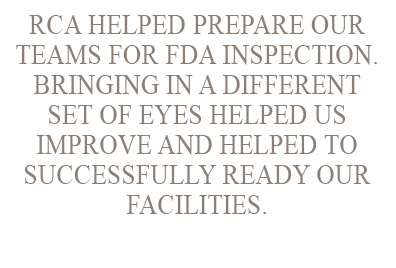 RCA HELPED PREPARE OUR
TEAMS FOR FDA INSPECTION.
BRINGING IN A DIFFERENT
SET OF EYES HELPED US
IMPROVE AND HELPED TO
SUCCESSFULLY READY OUR
FACILITIES.